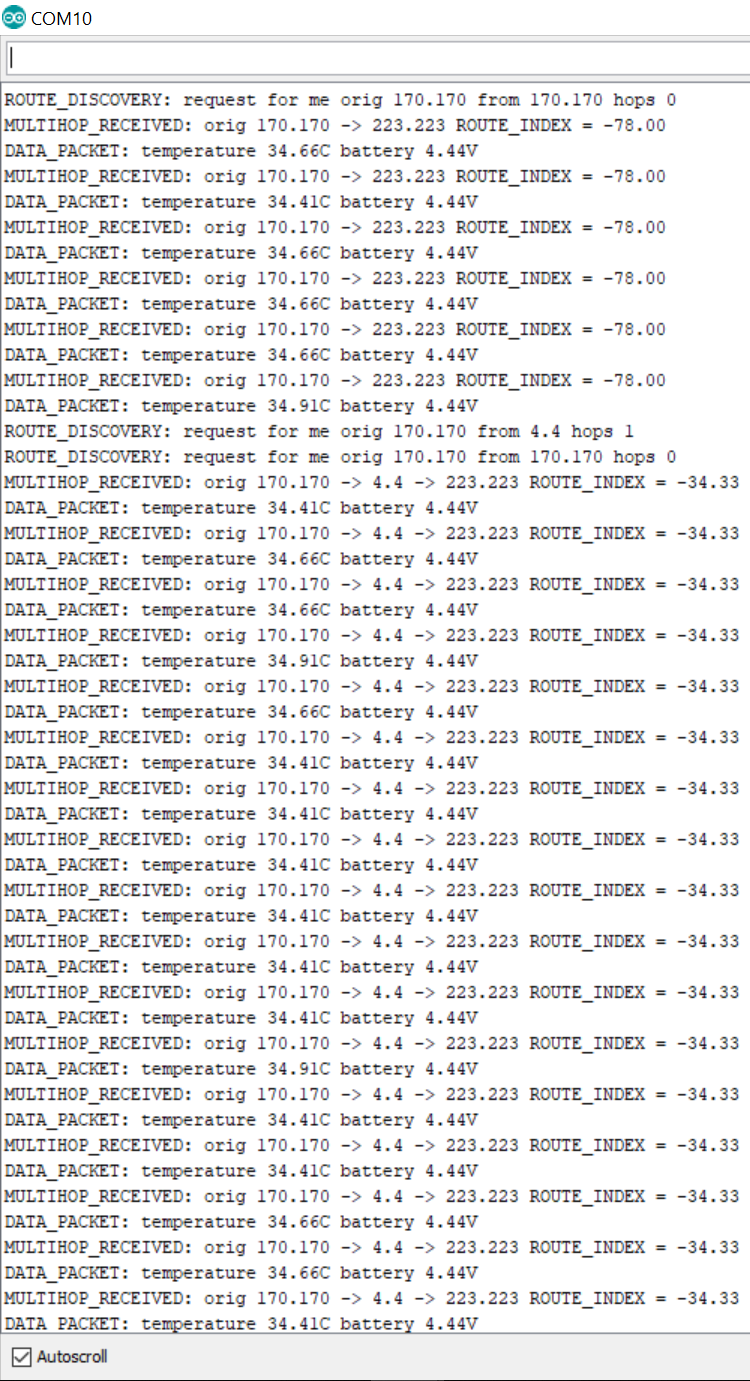 COM10
ROUTE_DISCOVERY: request for me orig 170.170 from 170.170 hops 0
MULTIHOP_RECEIVED: orig 170.170 -> 223.223 ROUTE_INDEX = -78.00
DATA_PACKET: temperature 34.66C battery 4.44V
MULTIHOP_RECEIVED: orig 170.170 -> 223.223 ROUTE_INDEX = -78.00
DATA_PACKET: temperature 34.41C battery 4.44V
MULTIHOP_RECEIVED: orig 170.170 -> 223.223 ROUTE_INDEX = -78.00
DATA_PACKET: temperature 34.66C battery 4.44V
MULTIHOP_RECEIVED: orig 170.170 -> 223.223 ROUTE_INDEX = -78.00
DATA_PACKET: temperature 34.66C battery 4.44V
MULTIHOP_RECEIVED: orig 170.170 -> 223.223 ROUTE_INDEX = -78.00
DATA_PACKET: temperature 34.66C battery 4.44V
MULTIHOP_RECEIVED: orig 170.170 -> 223.223 ROUTE_INDEX = -78.00
DATA_PACKET: temperature 34.91C battery 4.44V
ROUTE_DISCOVERY: request for me orig 170.170 from 4.4 hops 1
ROUTE_DISCOVERY: request for me orig 170.170 from 170.170 hops 0
MULTIHOP_RECEIVED: orig 170.170 -> 4.4 -> 223.223 ROUTE_INDEX = -34.33
DATA_PACKET: temperature 34.41C battery 4.44V
MULTIHOP_RECEIVED: orig 170.170 -> 4.4 -> 223.223 ROUTE_INDEX = -34.33
DATA_PACKET: temperature 34.66C battery 4.44V
MULTIHOP_RECEIVED: orig 170.170 -> 4.4 -> 223.223 ROUTE_INDEX = -34.33
DATA_PACKET: temperature 34.66C battery 4.44V
MULTIHOP_RECEIVED: orig 170.170 -> 4.4 -> 223.223 ROUTE_INDEX = -34.33
DATA_PACKET: temperature 34.91C battery 4.44V
MULTIHOP_RECEIVED: orig 170.170 -> 4.4 -> 223.223 ROUTE_INDEX = -34.33
DATA_PACKET: temperature 34.66C battery 4.44V
MULTIHOP_RECEIVED: orig 170.170 -> 4.4 -> 223.223 ROUTE_INDEX = -34.33
DATA_PACKET: temperature 34.41C battery 4.44V
MULTIHOP_RECEIVED: orig 170.170 -> 4.4 -> 223.223 ROUTE_INDEX = -34.33
DATA_PACKET: temperature 34.41C battery 4.44V
MULTIHOP_RECEIVED: orig 170.170 -> 4.4 -> 223.223 ROUTE_INDEX = -34.33
DATA_PACKET: temperature 34.41C battery 4.44V
MULTIHOP_RECEIVED: orig 170.170 -> 4.4 -> 223.223 ROUTE_INDEX = -34.33
DATA_PACKET: temperature 34.41C battery 4.44V
MULTIHOP_RECEIVED: orig 170.170 -> 4.4 -> 223.223 ROUTE_INDEX = -34.33
DATA_PACKET: temperature 34.41C battery 4.44V
MULTIHOP_RECEIVED: orig 170.170 -> 4.4 -> 223.223 ROUTE_INDEX = -34.33
DATA_PACKET: temperature 34.41C battery 4.44V
MULTIHOP_RECEIVED: orig 170.170 -> 4.4 -> 223.223 ROUTE_INDEX = -34.33
DATA_PACKET: temperature 34.91C battery 4.44V
MULTIHOP_RECEIVED: orig 170.170 -> 4.4 -> 223.223 ROUTE_INDEX = -34.33
DATA_PACKET: temperature 34.41C battery 4.44V
MULTIHOP_RECEIVED: orig 170.170 -> 4.4 -> 223.223 ROUTE_INDEX = -34.33
DATA_PACKET: temperature 34.41C battery 4.44V
MULTIHOP_RECEIVED: orig 170.170 -> 4.4 -> 223.223 ROUTE_INDEX = -34.33
DATA_PACKET: temperature 34.66C battery 4.44V
MULTIHOP_RECEIVED: orig 170.170 -> 4.4 -> 223.223 ROUTE_INDEX = -34.33
DATA_PACKET: temperature 34.66C battery 4.44V
MULTIHOP_RECEIVED: orig 170.170 -> 4.4 -> 223.223 ROUTE_INDEX = -34.33
DATA_PACKET: temperature 34.41C battery 4.44V
Autoscroll